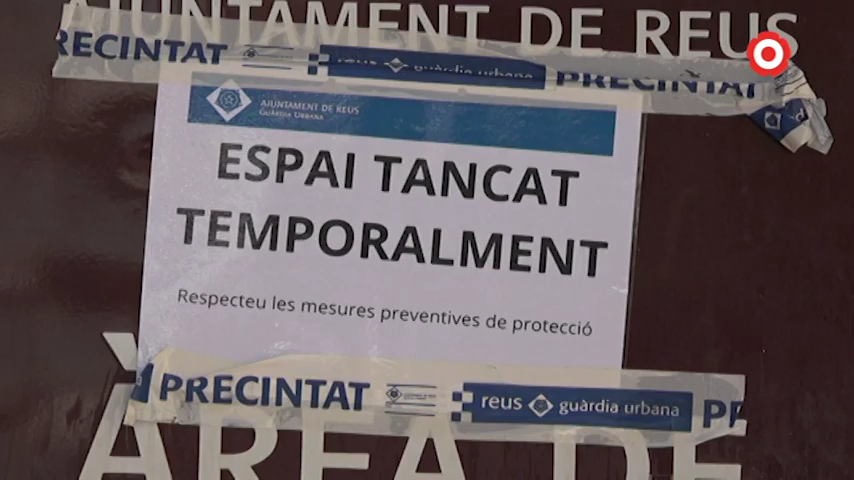 AJUNTAMENT DE REUS
PRECINTAT reus guàrdia urbana PRECINTAT
AJUNTAMENT DE REUS
GUÀRDIA URBANA
ESPAI TANCAT
TEMPORALMENT
Respecteu les mesures preventives de protecció
PRECINTAT reus guàrdia urbana PR
ÀREA DE